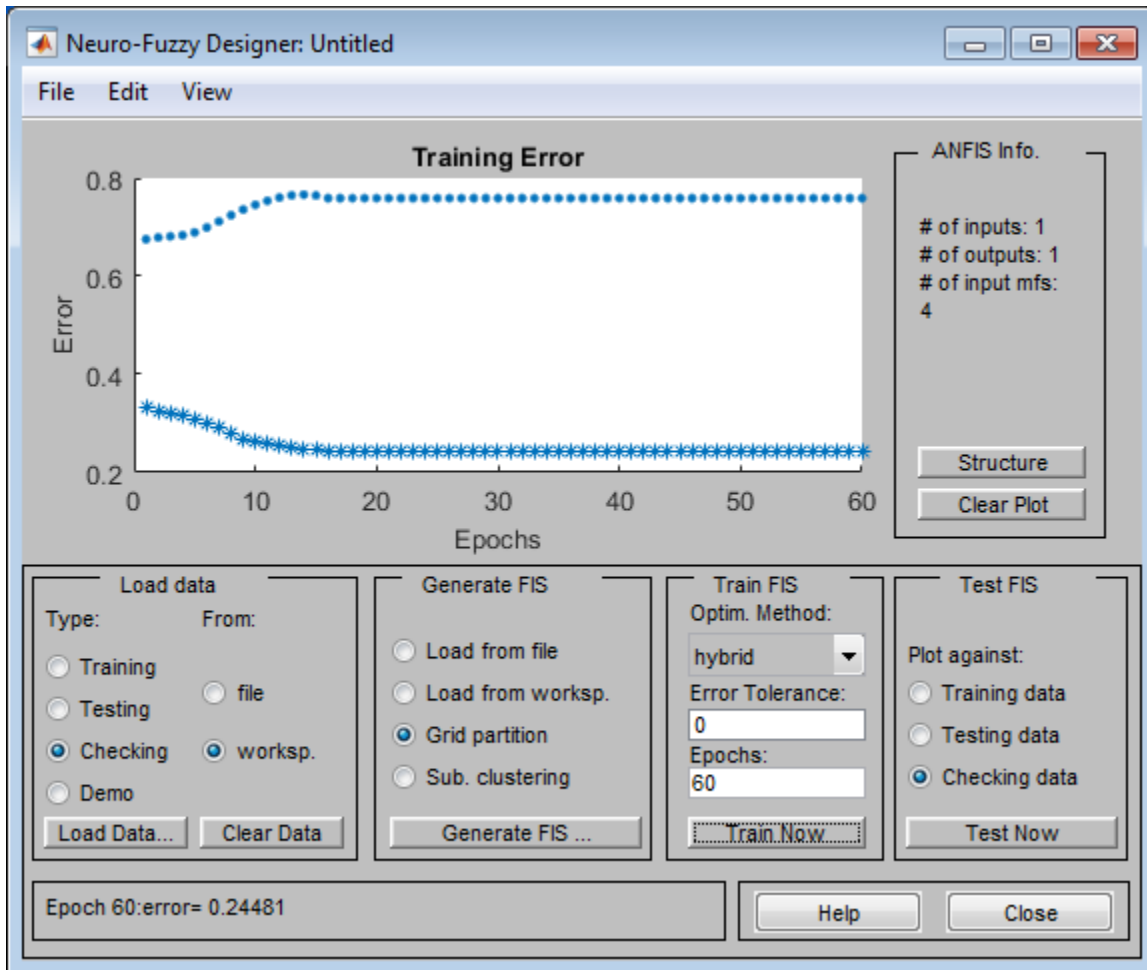 Neuro-Fuzzy Designer: Untitled
File Edit View
Training Error
0.8
0.6
0.4
0.2
Error
0 10 20 30 40 50 60
Epochs
ANFIS Info.
# of inputs: 1
# of outputs: 1
# of input mfs:
4
Structure
Clear Plot
Load data
Type: From:
Training
file
Testing
Checking
worksp.
Demo
Load Data... Clear Data
Generate FIS
Load from file
Load from worksp.
Grid partition
Sub. clustering
Generate FIS ...
Train FIS
Optim. Method:
hybrid
Error Tolerance:
0
Epochs:
60
Train Now
Test FIS
Plot against:
Training data
Testing data
Checking data
Test Now
Epoch 60:error= 0.24481
Help Close